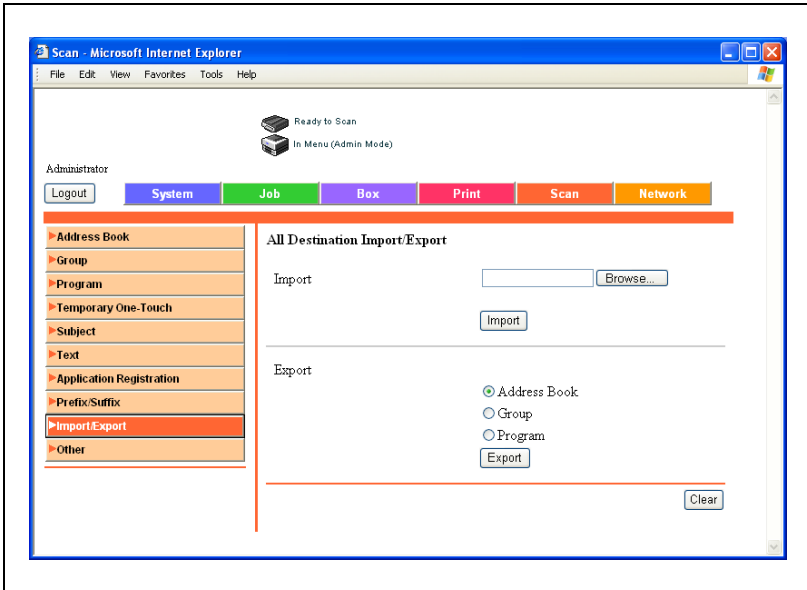 Scan - Microsoft Internet Explorer
File Edit View Favorites Tools Help
Ready to Scan
In Menu (Admin Mode)
Administrator
Logout System Job Box Print Scan Network
Address Book
Group
Program
Temporary One-Touch
Subject
Text
Application Registration
Prefix/Suffix
Import/Export
Other
All Destination Import/Export
Import Browse...
Import
Export
Address Book
Group
Program
Export
Clear